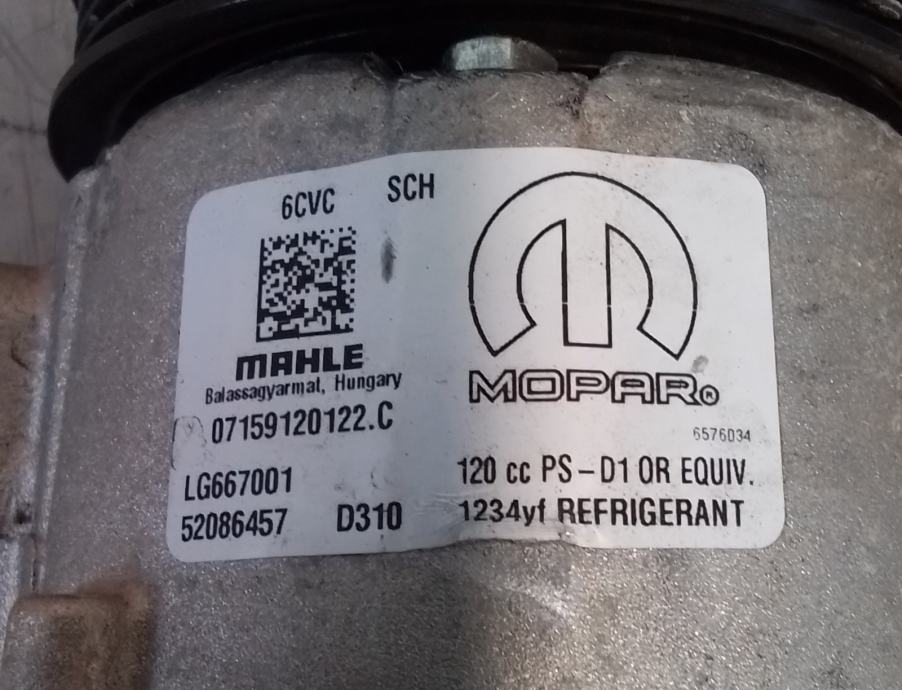 6CVC SCH
MAHLE
Balassagyarmat, Hungary
07159120122.C
LG667001
52086457 D310
MOPAR®
6576034
120 cc PS-D1 OR EQUIV.
1234yf REFRIGERANT